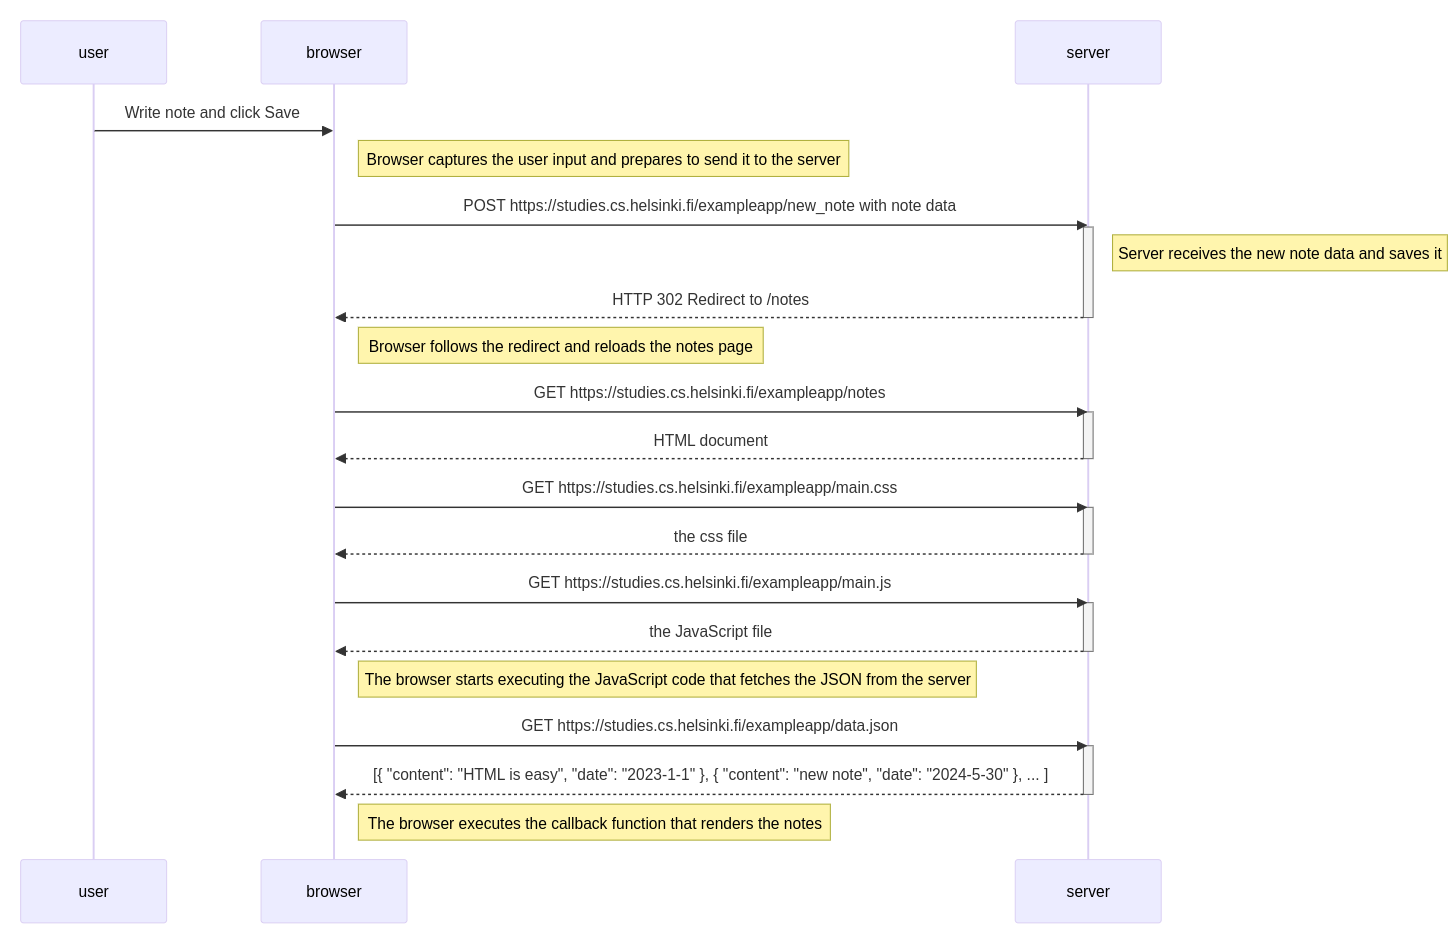 user
browser
server
Write note and click Save
Browser captures the user input and prepares to send it to the server
POST https://studies.cs.helsinki.fi/exampleapp/new_note with note data
Server receives the new note data and saves it
HTTP 302 Redirect to /notes
Browser follows the redirect and reloads the notes page
GET https://studies.cs.helsinki.fi/exampleapp/notes
HTML document
GET https://studies.cs.helsinki.fi/exampleapp/main.css
the css file
GET https://studies.cs.helsinki.fi/exampleapp/main.js
the JavaScript file
The browser starts executing the JavaScript code that fetches the JSON from the server
GET https://studies.cs.helsinki.fi/exampleapp/data.json
[{ "content": "HTML is easy", "date": "2023-1-1" }, { "content": "new note", "date": "2024-5-30" }, ... ]
The browser executes the callback function that renders the notes
user
browser
server